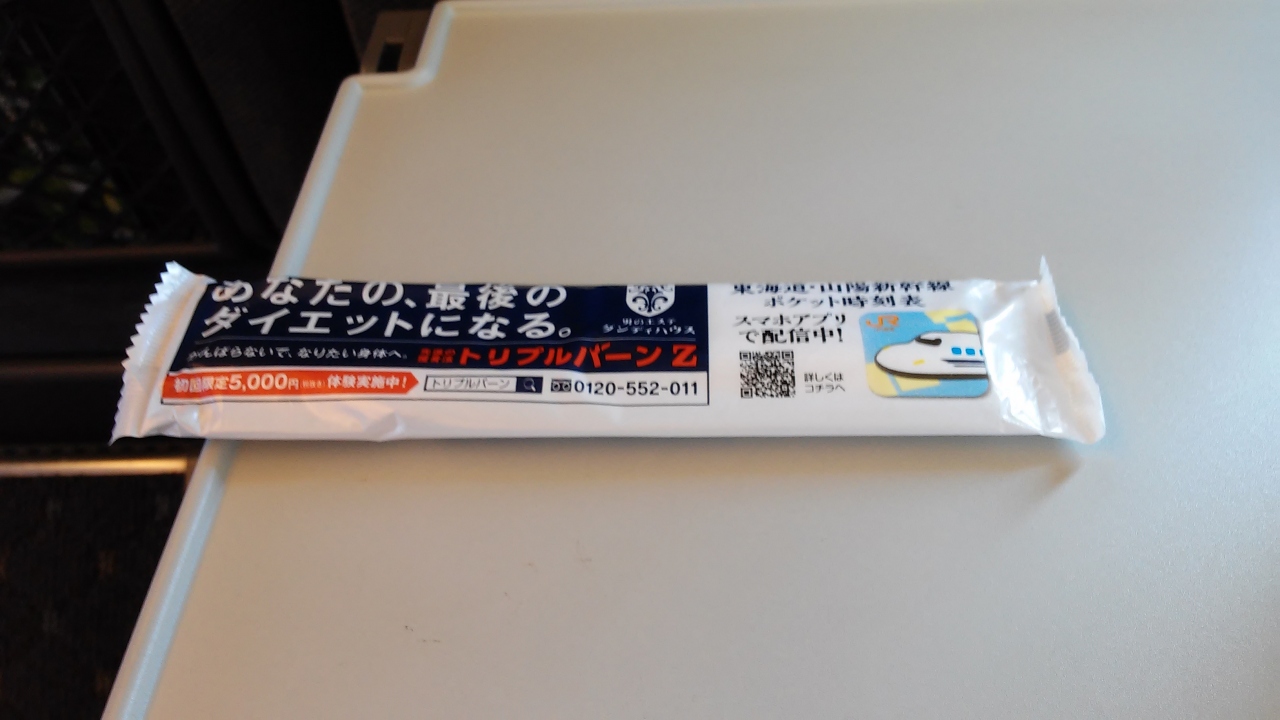 あなたの、最後の
ダイエットになる。
がんばらないで、なりたい身体へ。
トリプルバーン Z
初回限定5,000円 体験実施中!
トリプルバーン
0120-552-011
男のエステ
ダンディハウス
東海道・山陽新幹線
ポケット時刻表
スマホアプリ
で配信中!
詳しくは
コチラへ
JR